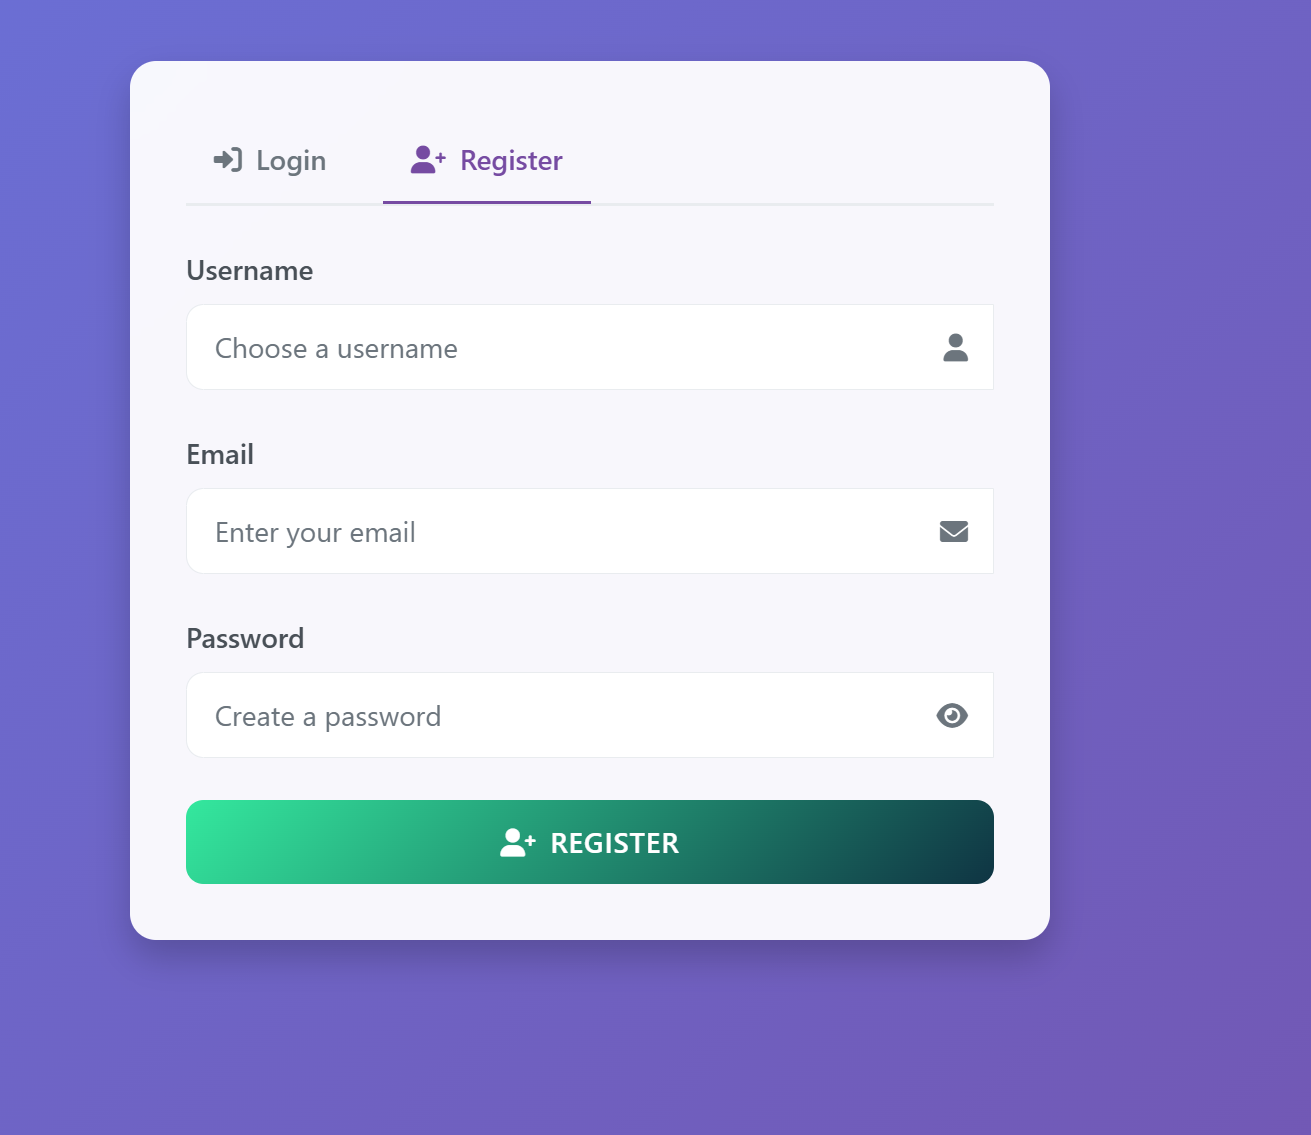 Login Register
Username
Choose a username
Email
Enter your email
Password
Create a password
REGISTER